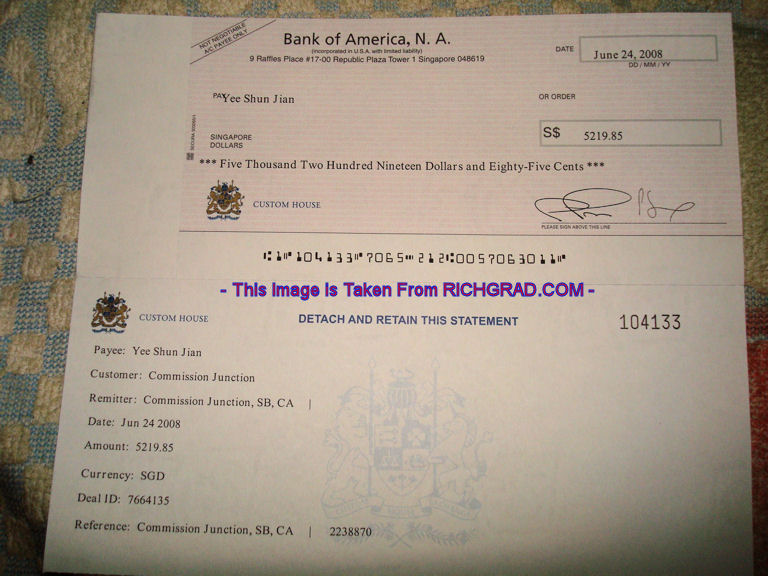 NOT NEGOTIABLE
A/C PAYEE ONLY
Bank of America, N. A.
(incorporated in U.S.A. with limited liability)
9 Raffles Place #17-00 Republic Plaza Tower 1 Singapore 048619
DATE June 24, 2008
DD / MM / YY
PAY Yee Shun Jian OR ORDER
SINGAPORE
DOLLARS
S$ 5219.85
*** Five Thousand Two Hundred Nineteen Dollars and Eighty-Five Cents ***
CUSTOM HOUSE
PLEASE SIGN ABOVE THIS LINE
⑆1⑈104133⑈7065⑉212⑆0057063011⑈
- This Image Is Taken From RICHGRAD.COM -
CUSTOM HOUSE
DETACH AND RETAIN THIS STATEMENT
104133
Payee: Yee Shun Jian
Customer: Commission Junction
Remitter: Commission Junction, SB, CA |
Date: Jun 24 2008
Amount: 5219.85
Currency: SGD
Deal ID: 7664135
Reference: Commission Junction, SB, CA | 2238870